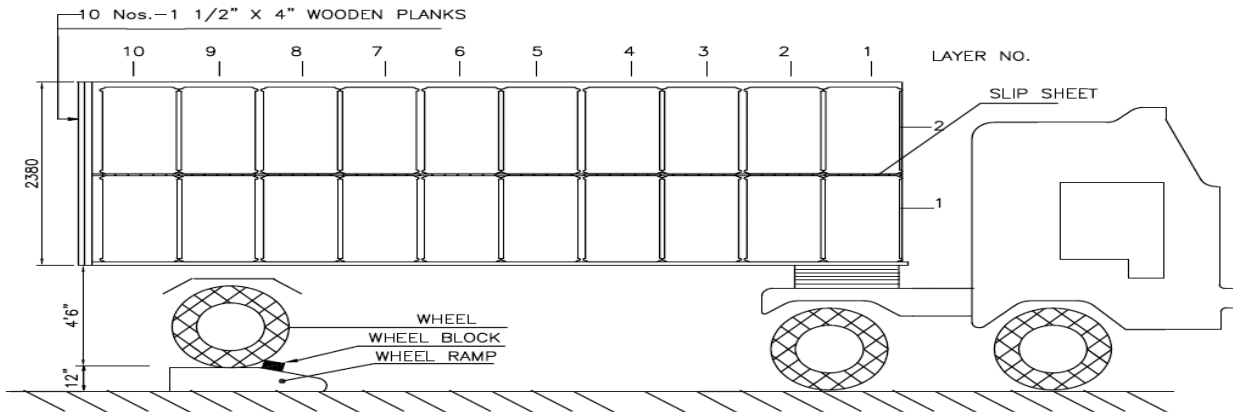 10 Nos.-1 1/2" X 4" WOODEN PLANKS
10 9 8 7 6 5 4 3 2 1 LAYER NO.
SLIP SHEET
2
2380
1
4'6"
WHEEL
WHEEL BLOCK
WHEEL RAMP
12"